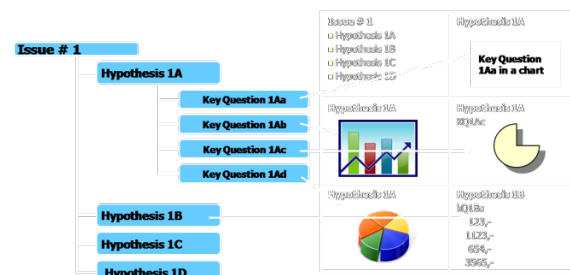 Issue # 1
Hypothesis 1A
Key Question 1Aa
Key Question 1Ab
Key Question 1Ac
Key Question 1Ad
Hypothesis 1B
Hypothesis 1C
Hypothesis 1D
Issue # 1
Hypothesis 1A
Hypothesis 1B
Hypothesis 1C
Hypothesis 1D
Hypothesis 1A
Key Question
1Aa in a chart
Hypothesis 1A
Hypothesis 1A
KQ1Ac
Hypothesis 1A
Hypothesis 1B
kQ1Ba
123,-
1123,-
654,-
3565,-